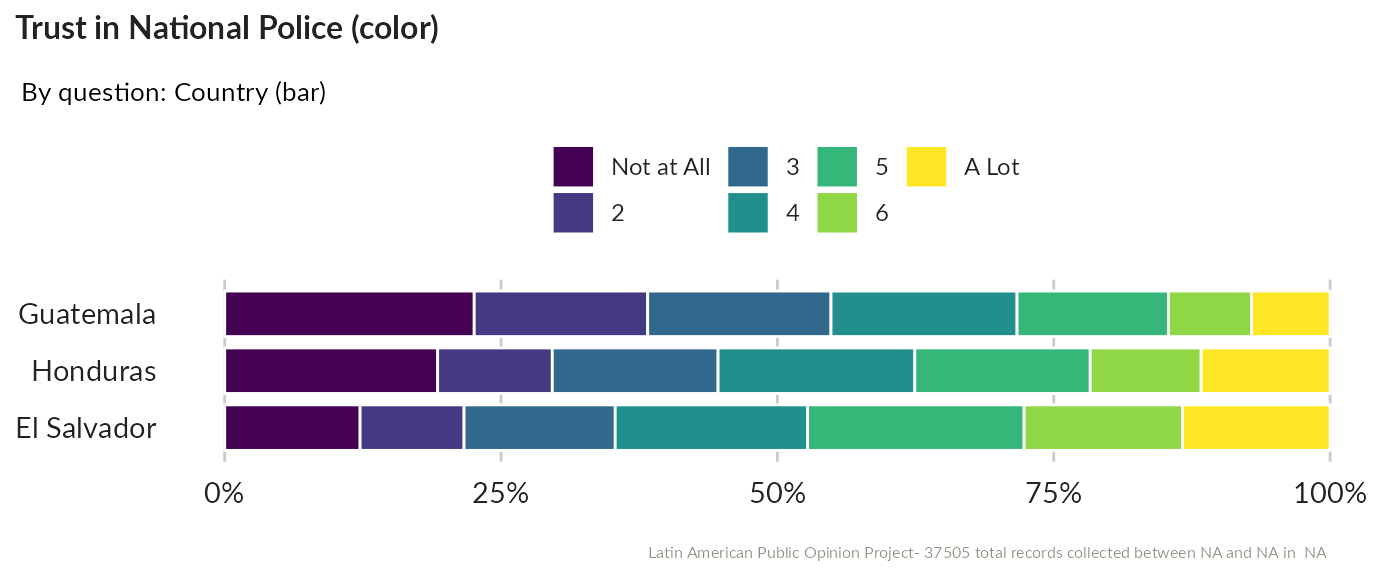 Trust in National Police (color)
By question: Country (bar)
Not at All
3
5
A Lot
2
4
6
Guatemala
Honduras
El Salvador
0%
25%
50%
75%
100%
Latin American Public Opinion Project- 37505 total records collected between NA and NA in  NA